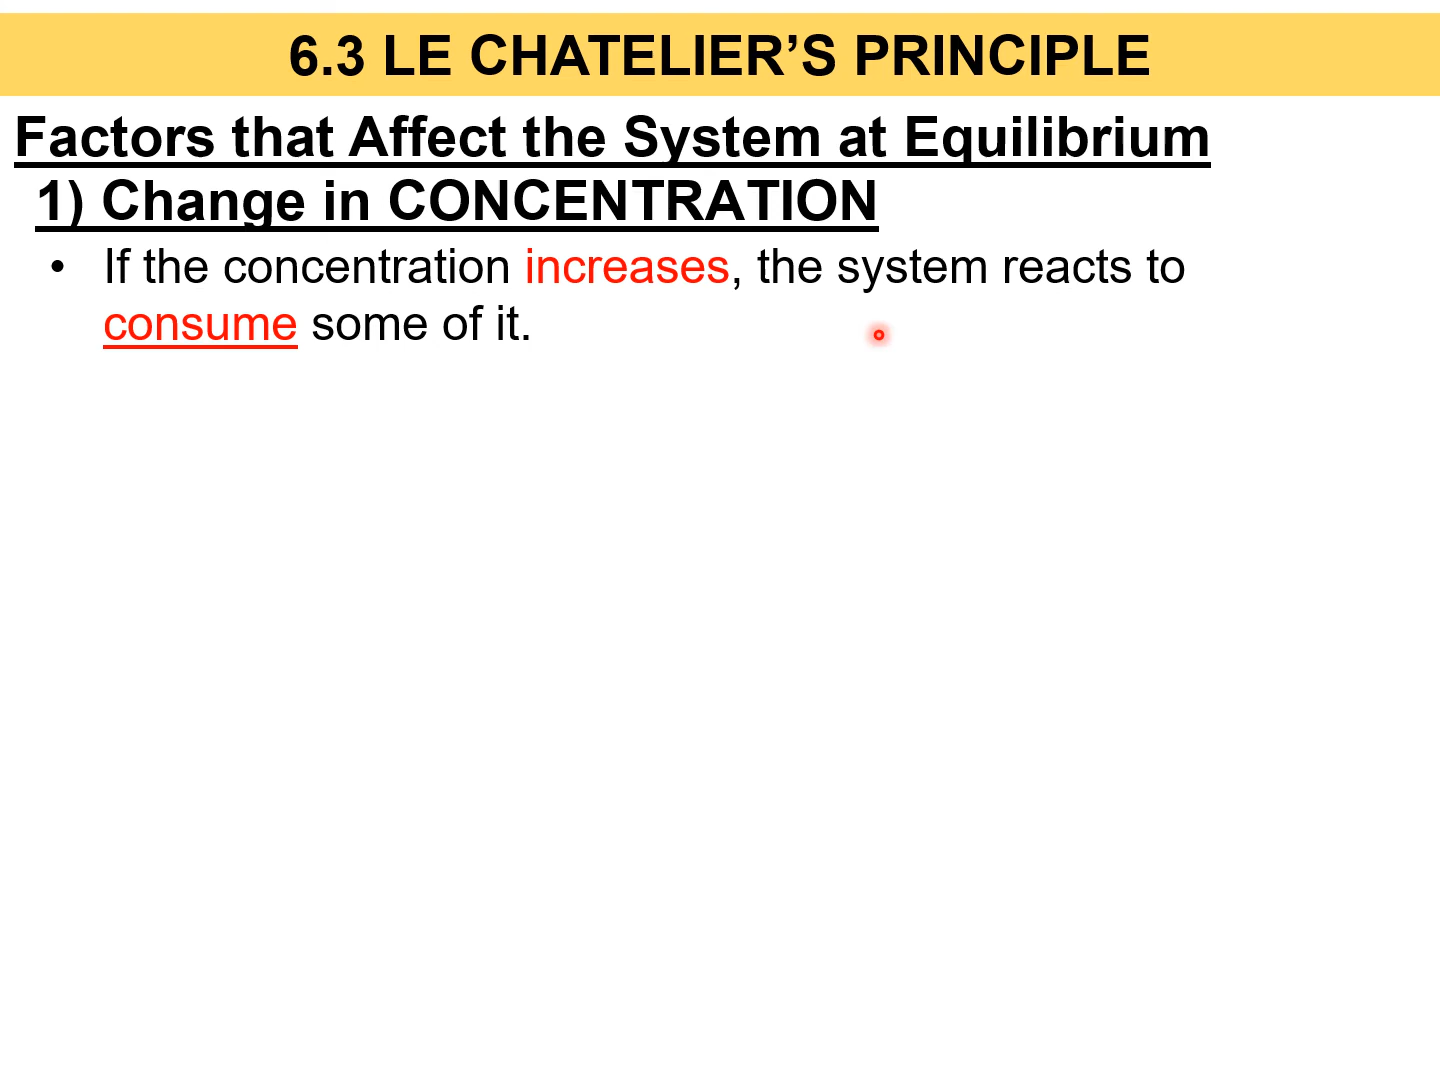 6.3 LE CHATELIER’S PRINCIPLE
Factors that Affect the System at Equilibrium
1) Change in CONCENTRATION
• If the concentration increases, the system reacts to
consume some of it.